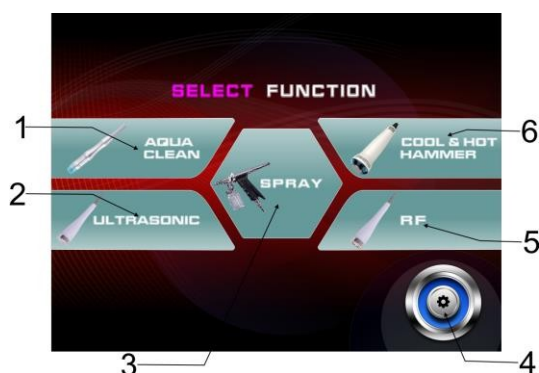 SELECT FUNCTION
1
AQUA
CLEAN
6
COOL & HOT
HAMMER
SPRAY
2
ULTRASONIC
RF
5
3
4